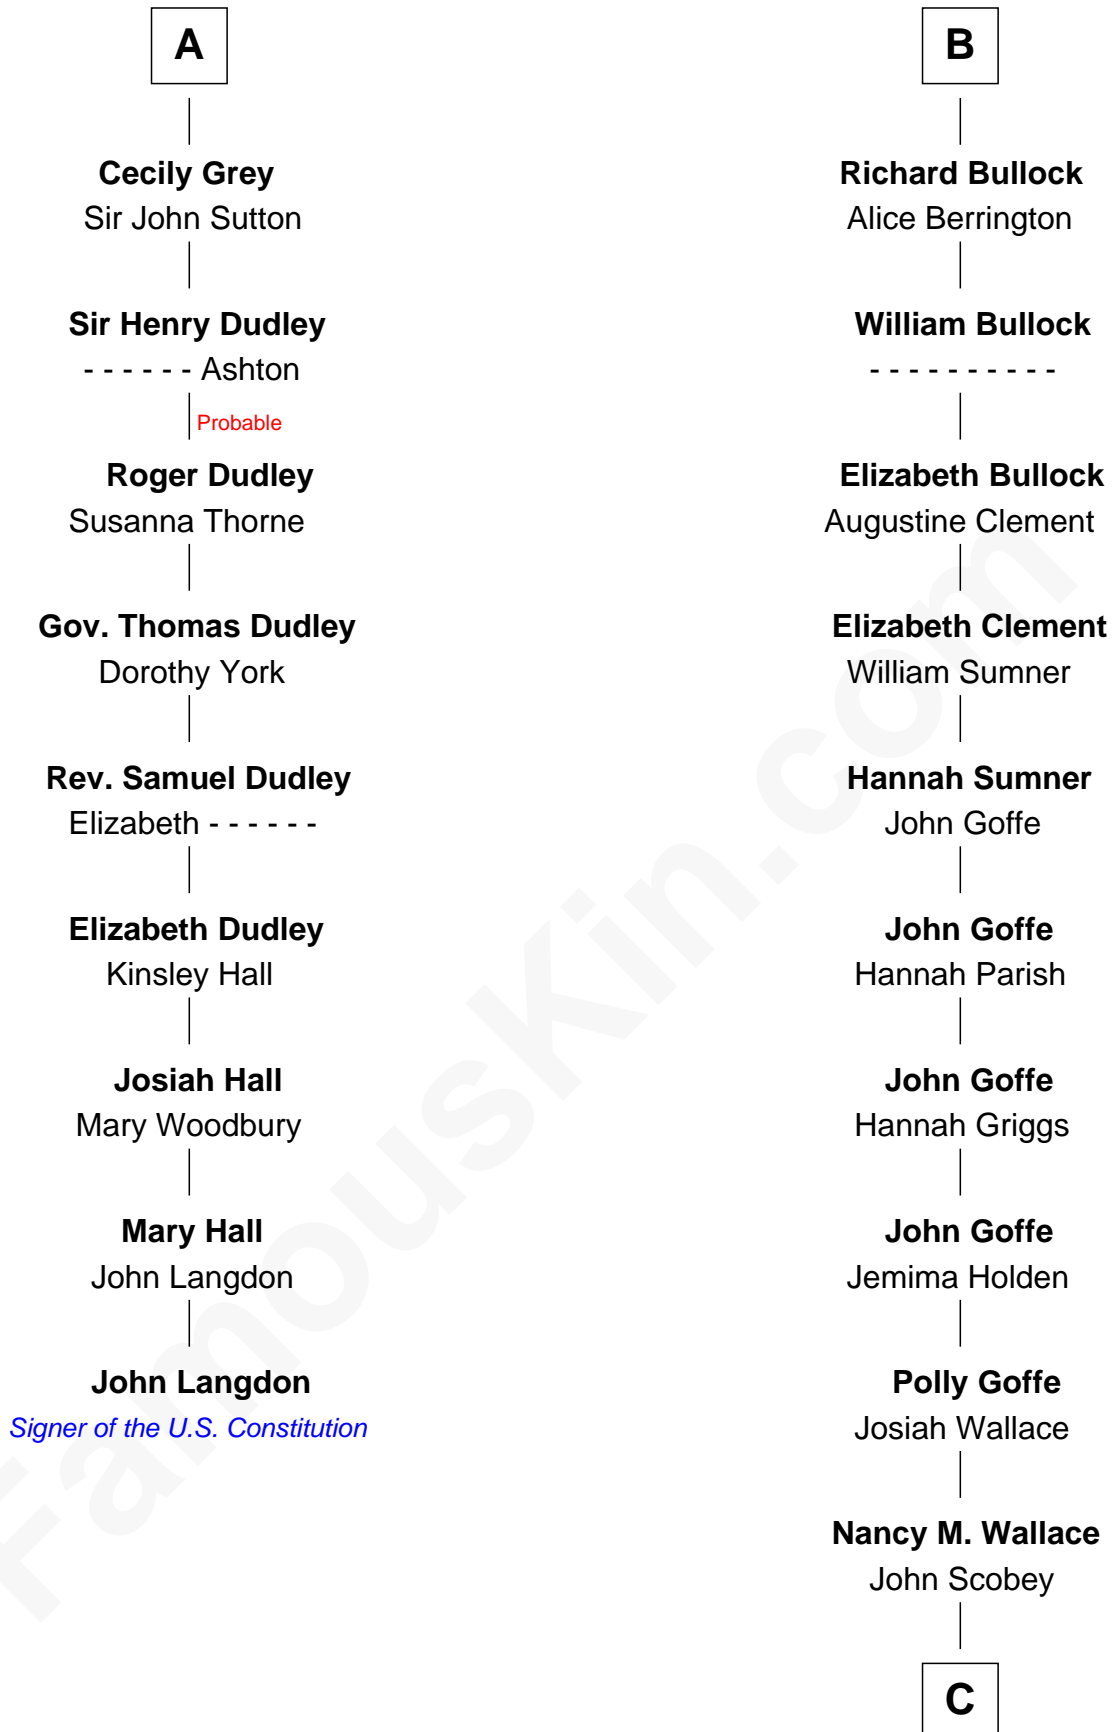 A
Cecily Grey
Sir John Sutton
Sir Henry Dudley
- - - - - - Ashton
Probable
Roger Dudley
Susanna Thorne
Gov. Thomas Dudley
Dorothy York
Rev. Samuel Dudley
Elizabeth - - - - - -
Elizabeth Dudley
Kinsley Hall
Josiah Hall
Mary Woodbury
Mary Hall
John Langdon
John Langdon
Signer of the U.S. Constitution
B
Richard Bullock
Alice Berrington
William Bullock
- - - - - - - - - -
Elizabeth Bullock
Augustine Clement
Elizabeth Clement
William Sumner
Hannah Sumner
John Goffe
John Goffe
Hannah Parish
John Goffe
Hannah Griggs
John Goffe
Jemima Holden
Polly Goffe
Josiah Wallace
Nancy M. Wallace
John Scobey
C
FamousKin.com